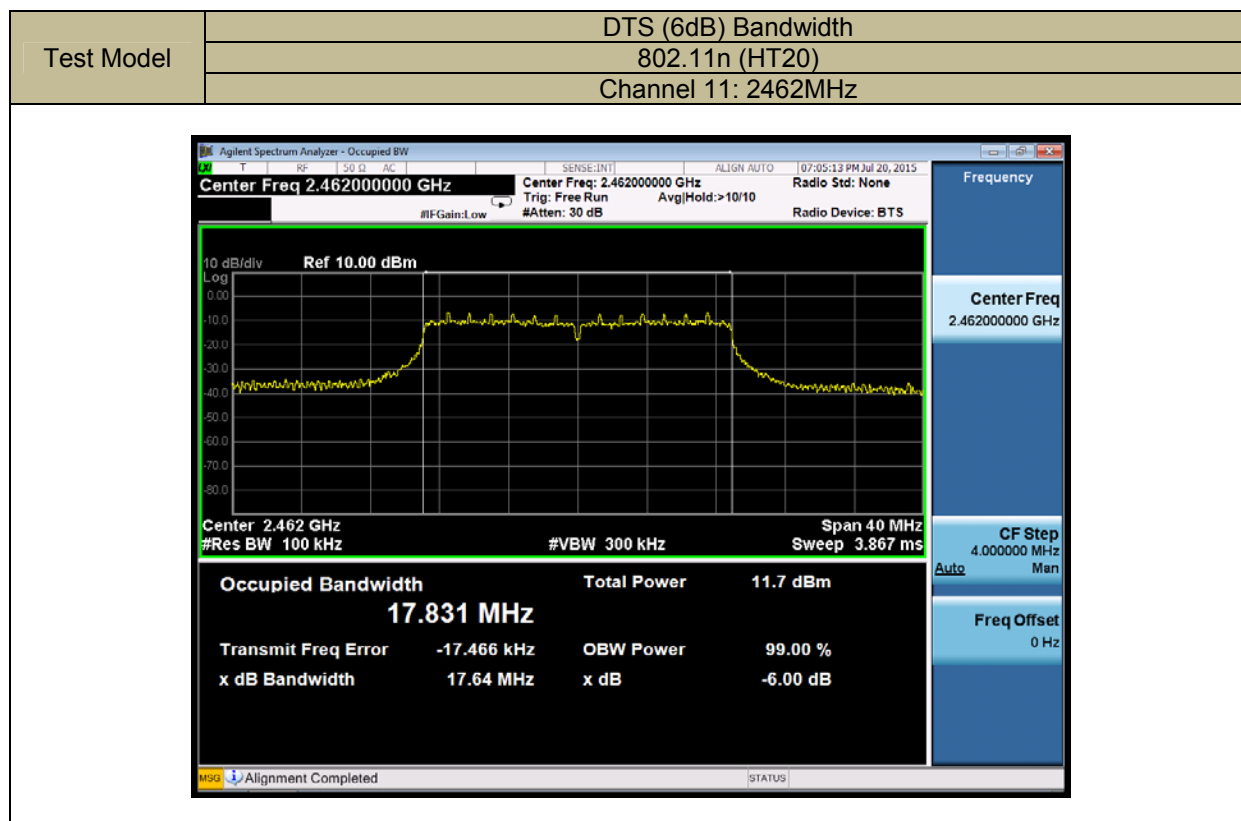 Test Model
DTS (6dB) Bandwidth
802.11n (HT20)
Channel 11: 2462MHz
Agilent Spectrum Analyzer - Occupied BW
LXI T RF 50 Ω AC SENSE:INT ALIGN AUTO 07:05:13 PM Jul 20, 2015
Center Freq 2.462000000 GHz
Center Freq: 2.462000000 GHz Radio Std: None
Trig: Free Run Avg|Hold:>10/10
#IFGain:Low #Atten: 30 dB Radio Device: BTS
10 dB/div Ref 10.00 dBm
Log
0.00
-10.0
-20.0
-30.0
-40.0
-50.0
-60.0
-70.0
-80.0
Center 2.462 GHz Span 40 MHz
#Res BW 100 kHz #VBW 300 kHz Sweep 3.867 ms
Occupied Bandwidth Total Power 11.7 dBm
17.831 MHz
Transmit Freq Error -17.466 kHz OBW Power 99.00 %
x dB Bandwidth 17.64 MHz x dB -6.00 dB
Frequency
Center Freq
2.462000000 GHz
CF Step
4.000000 MHz
Auto Man
Freq Offset
0 Hz
MSG Alignment Completed STATUS